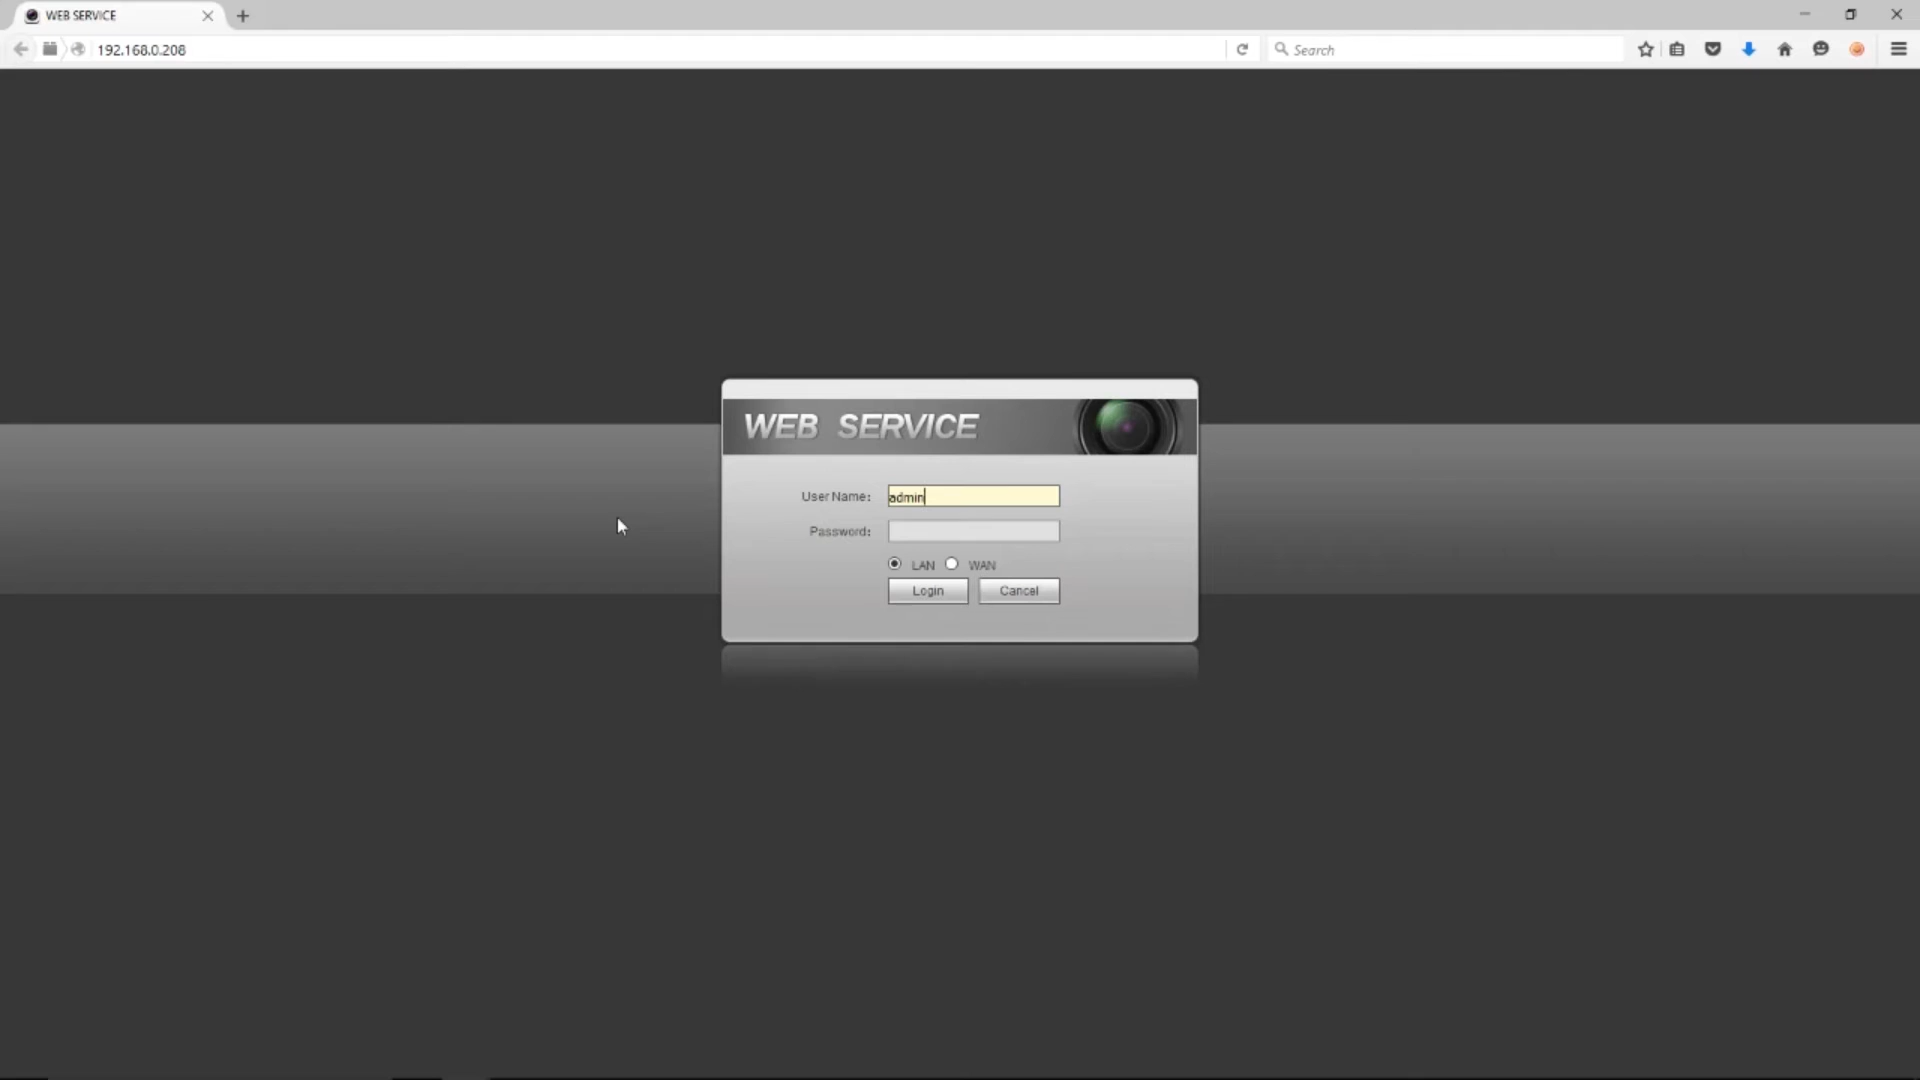 WEB SERVICE
192.168.0.208
Search
WEB SERVICE
User Name:
admin
Password:
LAN
WAN
Login
Cancel